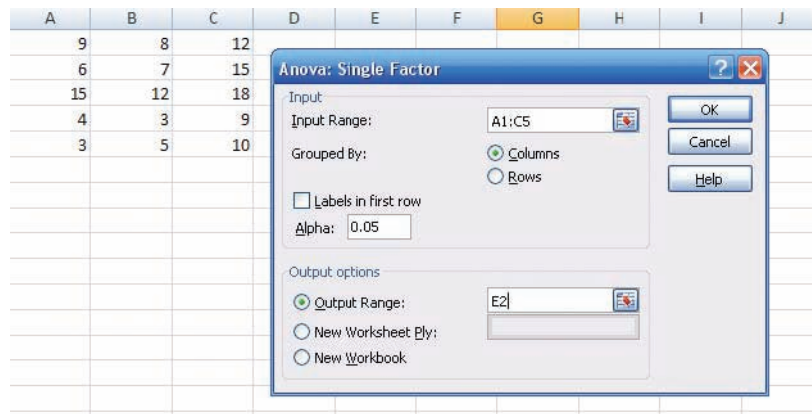 A B C D E F G H I J
9 8 12
6 7 15
15 12 18
4 3 9
3 5 10
Anova: Single Factor
Input
Input Range: A1:C5
Grouped By: Columns
Rows
Labels in first row
Alpha: 0.05
OK
Cancel
Help
Output options
Output Range: E2
New Worksheet Ply:
New Workbook